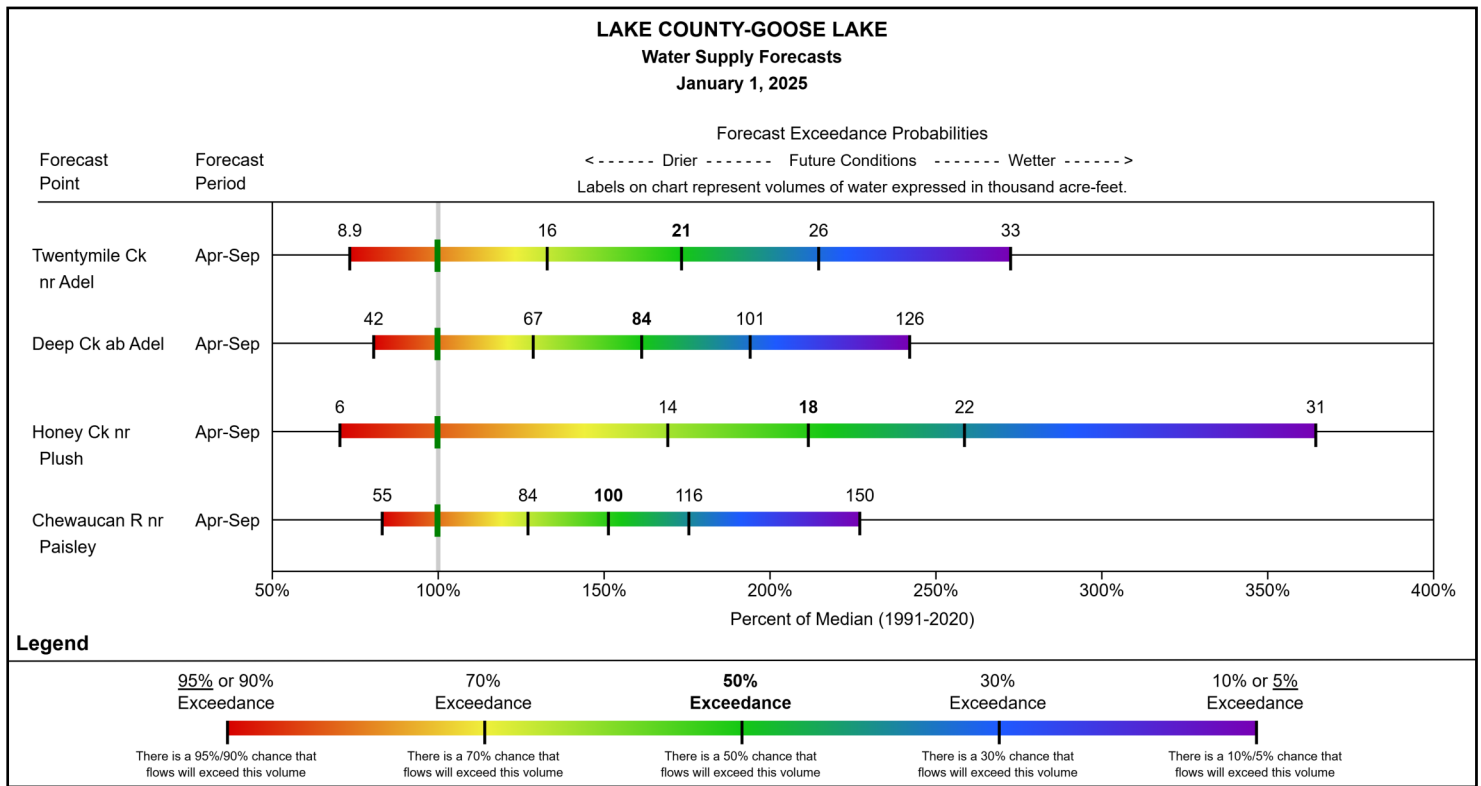 LAKE COUNTY-GOOSE LAKE
Water Supply Forecasts
January 1, 2025
Forecast Exceedance Probabilities
Forecast Point
Forecast Period
<------ Drier ------- Future Conditions ------- Wetter ------>
Labels on chart represent volumes of water expressed in thousand acre-feet.
8.9 16 21 26 33
Twentymile Ck
nr Adel
Apr-Sep
42 67 84 101 126
Deep Ck ab Adel
Apr-Sep
6 14 18 22 31
Honey Ck nr
Plush
Apr-Sep
55 84 100 116 150
Chewaucan R nr
Paisley
Apr-Sep
50% 100% 150% 200% 250% 300% 350% 400%
Percent of Median (1991-2020)
Legend
95% or 90%
Exceedance
70%
Exceedance
50%
Exceedance
30%
Exceedance
10% or 5%
Exceedance
There is a 95%/90% chance that
flows will exceed this volume
There is a 70% chance that
flows will exceed this volume
There is a 50% chance that
flows will exceed this volume
There is a 30% chance that
flows will exceed this volume
There is a 10%/5% chance that
flows will exceed this volume